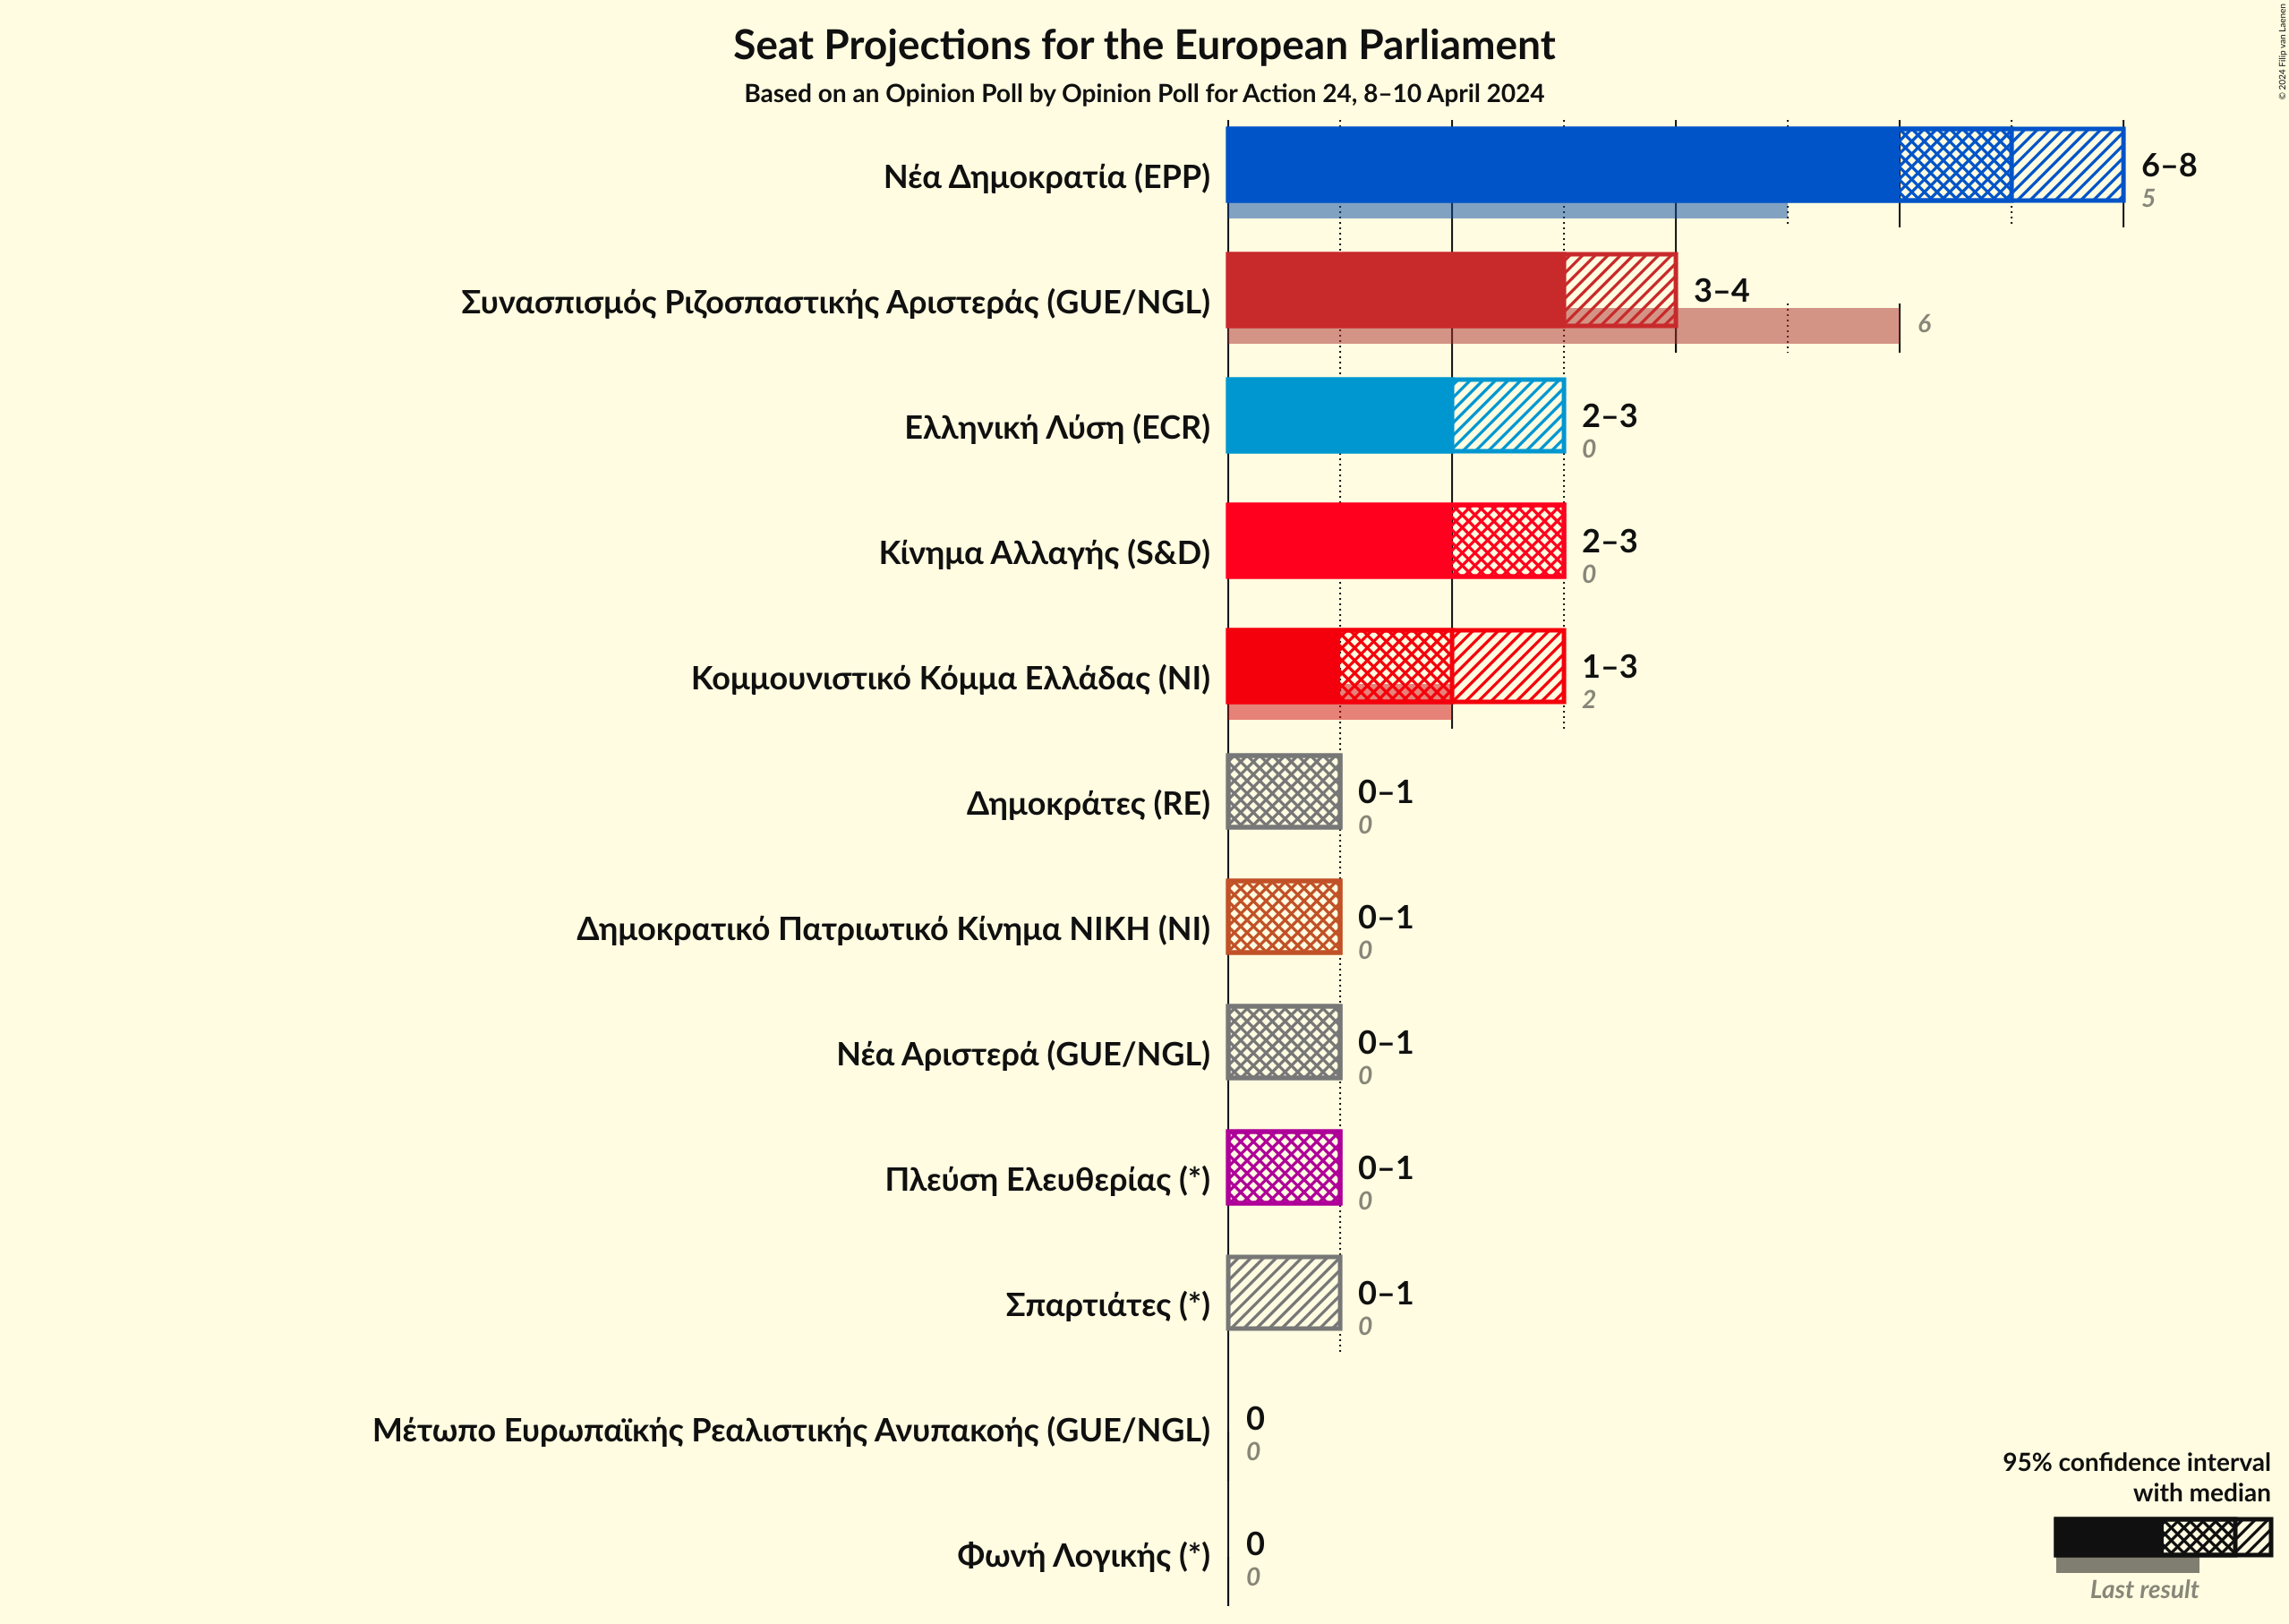 Seat Projections for the European Parliament
Based on an Opinion Poll by Opinion Poll for Action 24, 8–10 April 2024
© 2024 Filip van Laenen
Νέα Δημοκρατία (EPP)
6–8
5
Συνασπισμός Ριζοσπαστικής Αριστεράς (GUE/NGL)
3–4
6
Ελληνική Λύση (ECR)
2–3
0
Κίνημα Αλλαγής (S&D)
2–3
0
Κομμουνιστικό Κόμμα Ελλάδας (NI)
1–3
2
Δημοκράτες (RE)
0–1
0
Δημοκρατικό Πατριωτικό Κίνημα ΝΙΚΗ (NI)
0–1
0
Νέα Αριστερά (GUE/NGL)
0–1
0
Πλεύση Ελευθερίας (*)
0–1
0
Σπαρτιάτες (*)
0–1
0
Μέτωπο Ευρωπαϊκής Ρεαλιστικής Ανυπακοής (GUE/NGL)
0
0
Φωνή Λογικής (*)
0
0
95% confidence interval
with median
Last result